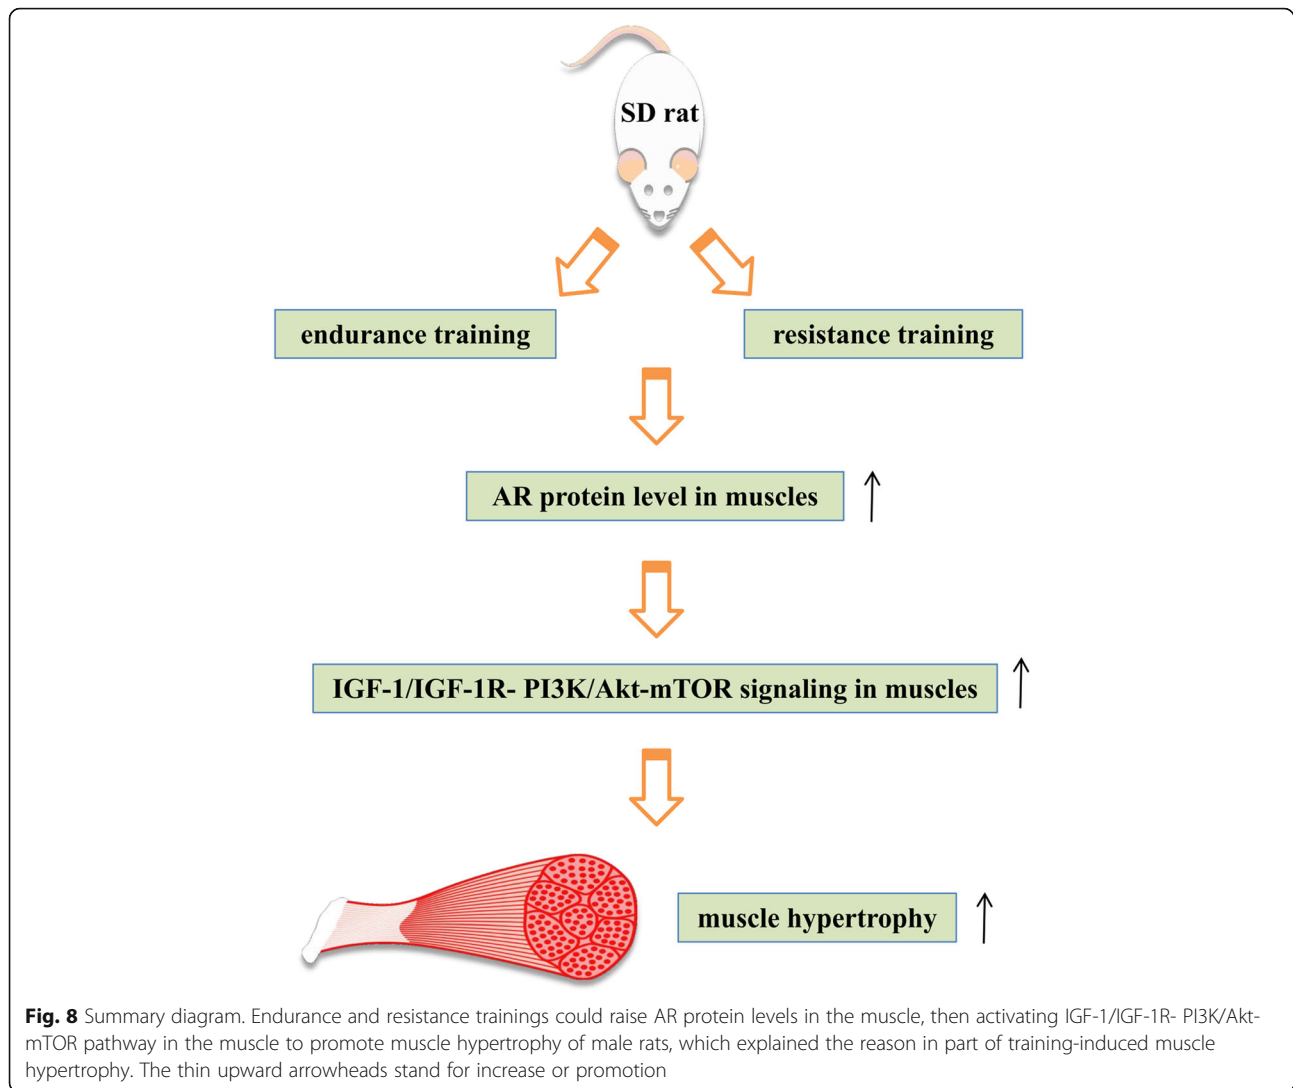 SD rat
endurance training
resistance training
AR protein level in muscles
IGF-1/IGF-1R- PI3K/Akt-mTOR signaling in muscles
muscle hypertrophy
Fig. 8 Summary diagram. Endurance and resistance trainings could raise AR protein levels in the muscle, then activating IGF-1/IGF-1R- PI3K/Akt-
mTOR pathway in the muscle to promote muscle hypertrophy of male rats, which explained the reason in part of training-induced muscle
hypertrophy. The thin upward arrowheads stand for increase or promotion